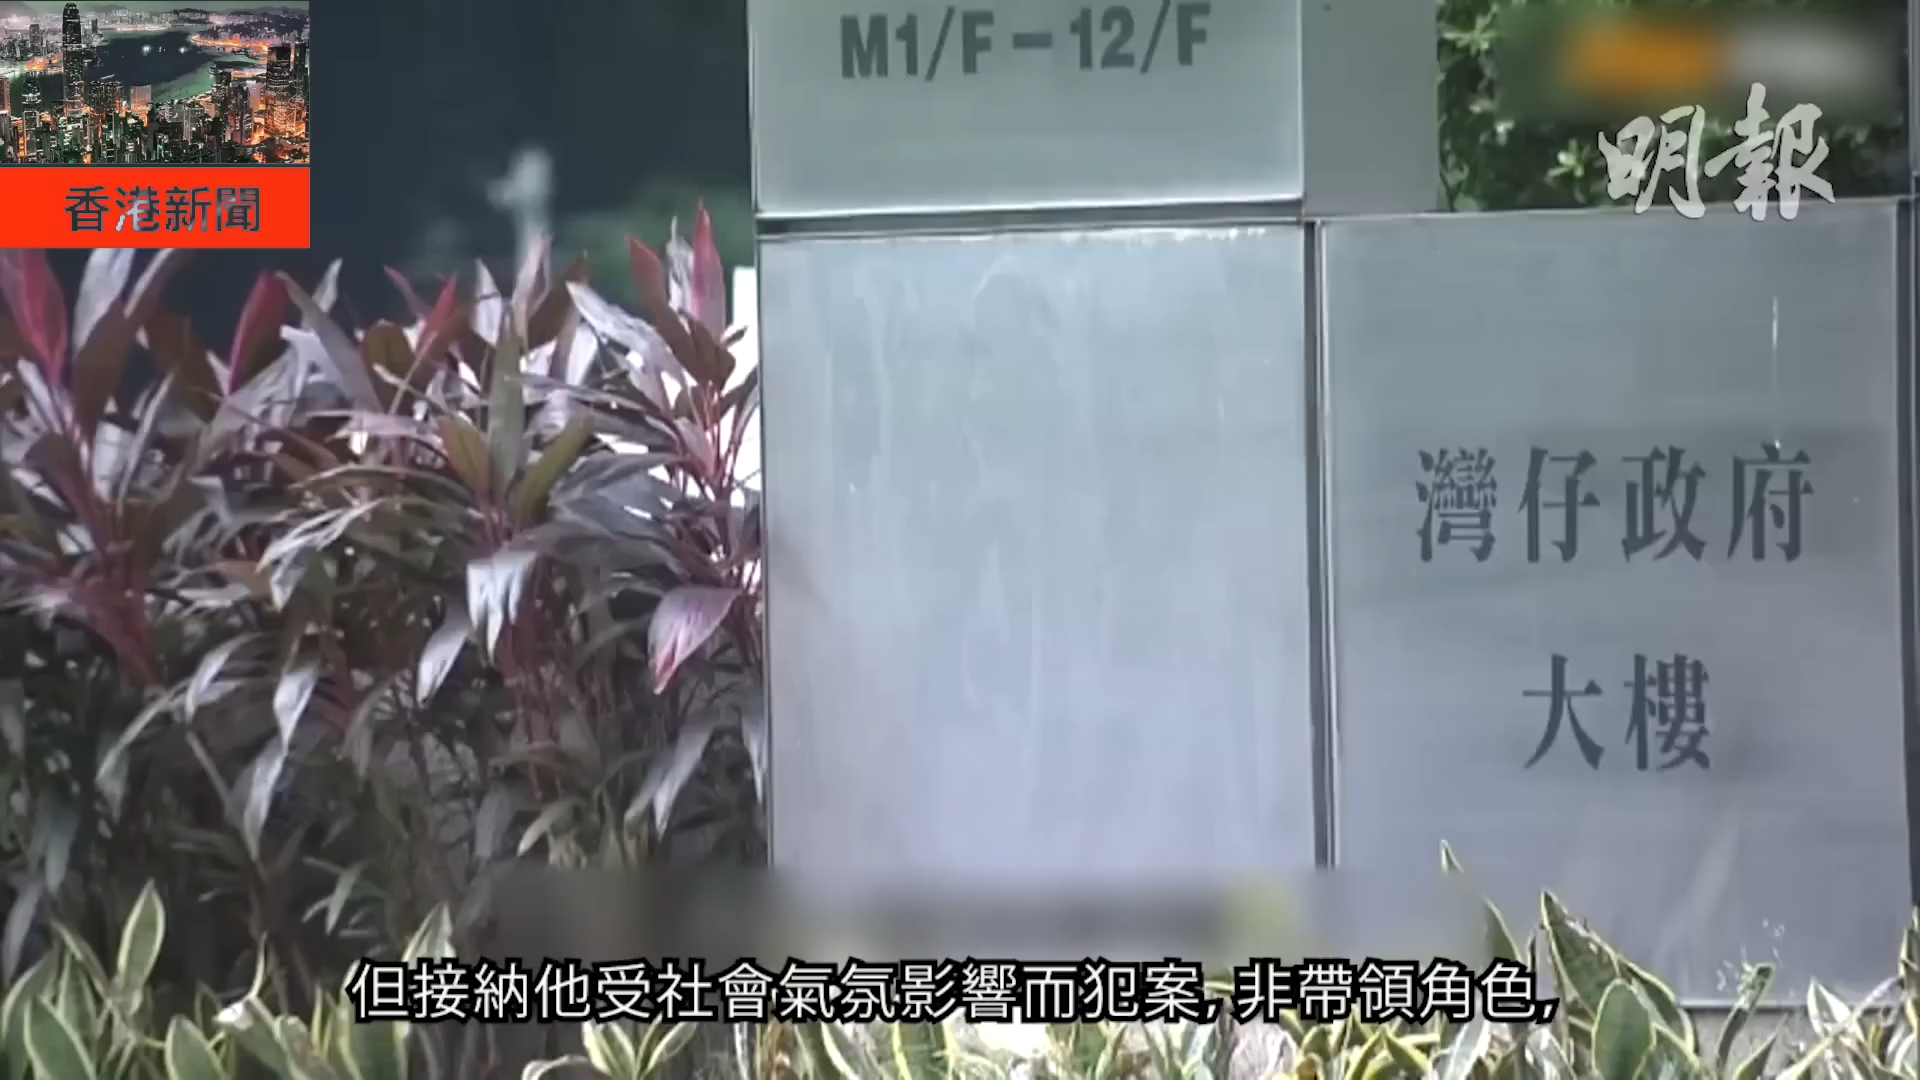 M1/F－12/F
明報
香港新聞
灣仔政府
大樓
但接納他受社會氣氛影響而犯案, 非帶領角色,